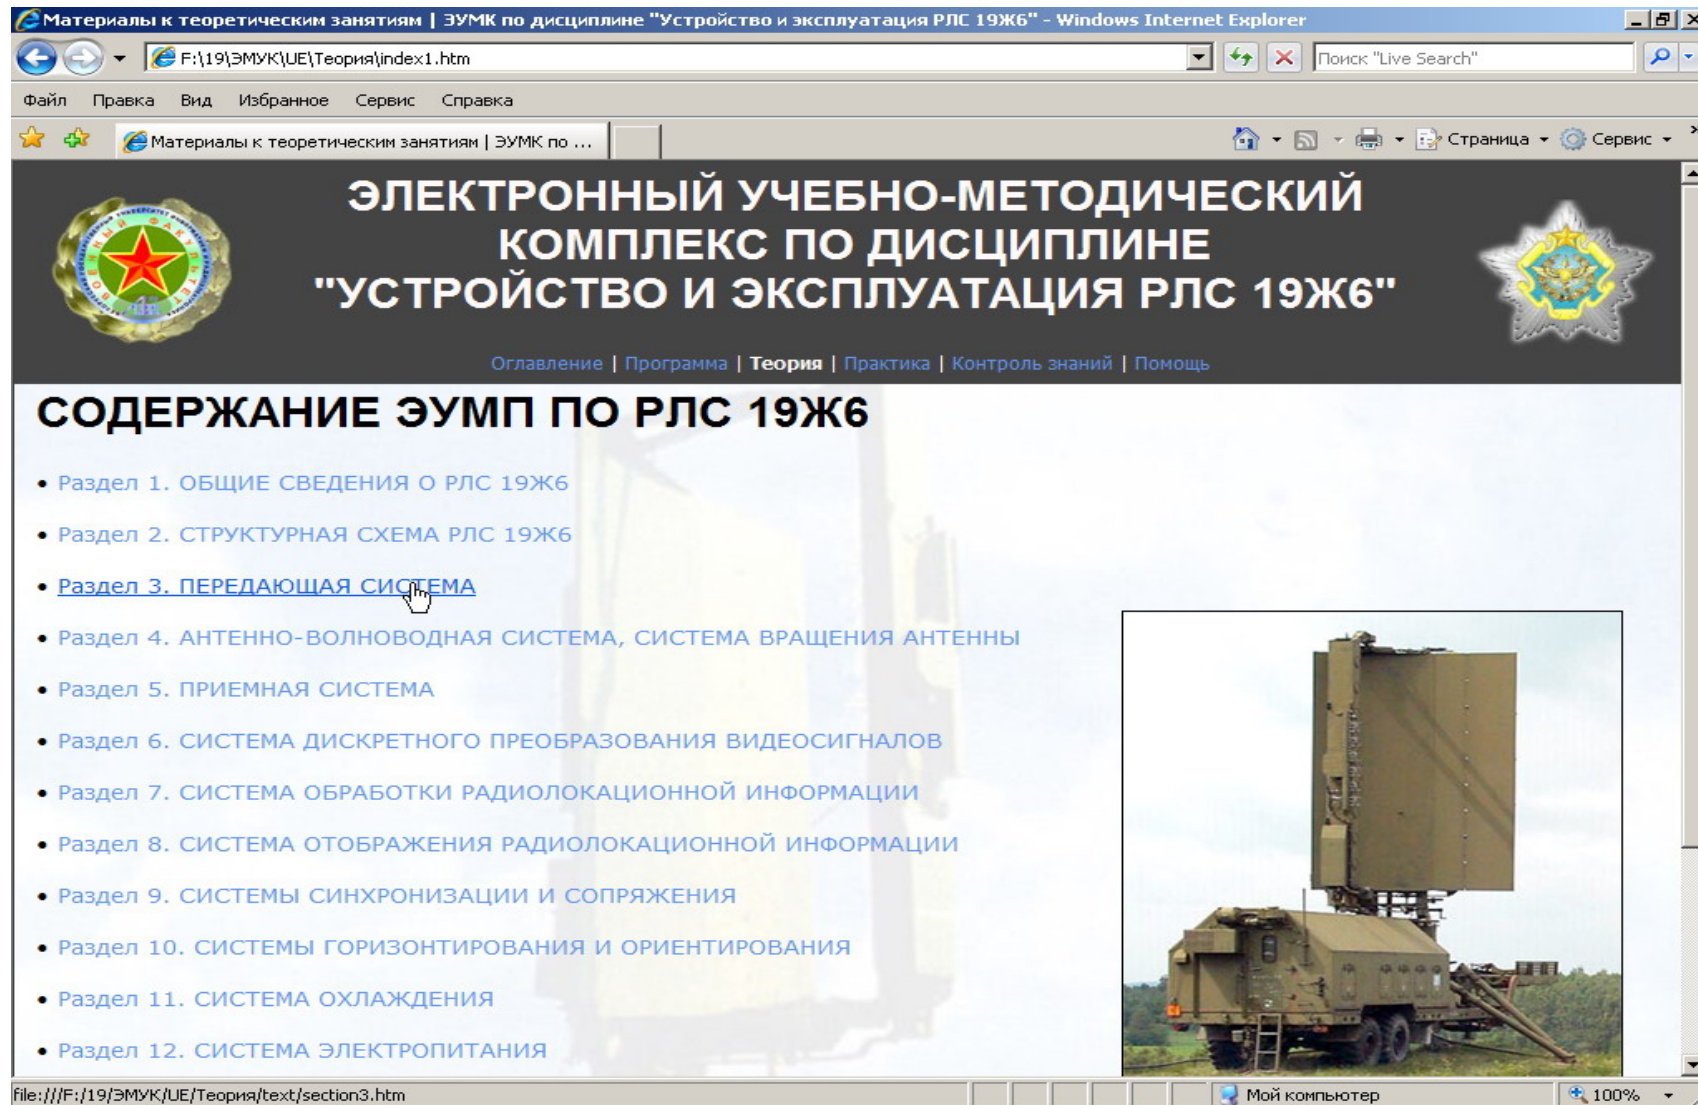 Материалы к теоретическим занятиям | ЭУМК по дисциплине "Устройство и эксплуатация РЛС 19Ж6" - Windows Internet Explorer
F:\19\ЭМУК\UE\Теория\index1.htm
Поиск "Live Search"
Файл Правка Вид Избранное Сервис Справка
Материалы к теоретическим занятиям | ЭУМК по ...
Страница
Сервис
ЭЛЕКТРОННЫЙ УЧЕБНО-МЕТОДИЧЕСКИЙ
КОМПЛЕКС ПО ДИСЦИПЛИНЕ
"УСТРОЙСТВО И ЭКСПЛУАТАЦИЯ РЛС 19Ж6"
Оглавление | Программа | Теория | Практика | Контроль знаний | Помощь
СОДЕРЖАНИЕ ЭУМП ПО РЛС 19Ж6
• Раздел 1. ОБЩИЕ СВЕДЕНИЯ О РЛС 19Ж6
• Раздел 2. СТРУКТУРНАЯ СХЕМА РЛС 19Ж6
• Раздел 3. ПЕРЕДАЮЩАЯ СИСТЕМА
• Раздел 4. АНТЕННО-ВОЛНОВОДНАЯ СИСТЕМА, СИСТЕМА ВРАЩЕНИЯ АНТЕННЫ
• Раздел 5. ПРИЕМНАЯ СИСТЕМА
• Раздел 6. СИСТЕМА ДИСКРЕТНОГО ПРЕОБРАЗОВАНИЯ ВИДЕОСИГНАЛОВ
• Раздел 7. СИСТЕМА ОБРАБОТКИ РАДИОЛОКАЦИОННОЙ ИНФОРМАЦИИ
• Раздел 8. СИСТЕМА ОТОБРАЖЕНИЯ РАДИОЛОКАЦИОННОЙ ИНФОРМАЦИИ
• Раздел 9. СИСТЕМЫ СИНХРОНИЗАЦИИ И СОПРЯЖЕНИЯ
• Раздел 10. СИСТЕМЫ ГОРИЗОНТИРОВАНИЯ И ОРИЕНТИРОВАНИЯ
• Раздел 11. СИСТЕМА ОХЛАЖДЕНИЯ
• Раздел 12. СИСТЕМА ЭЛЕКТРОПИТАНИЯ
file:///F:/19/ЭМУК/UE/Теория/text/section3.htm
Мой компьютер
100%